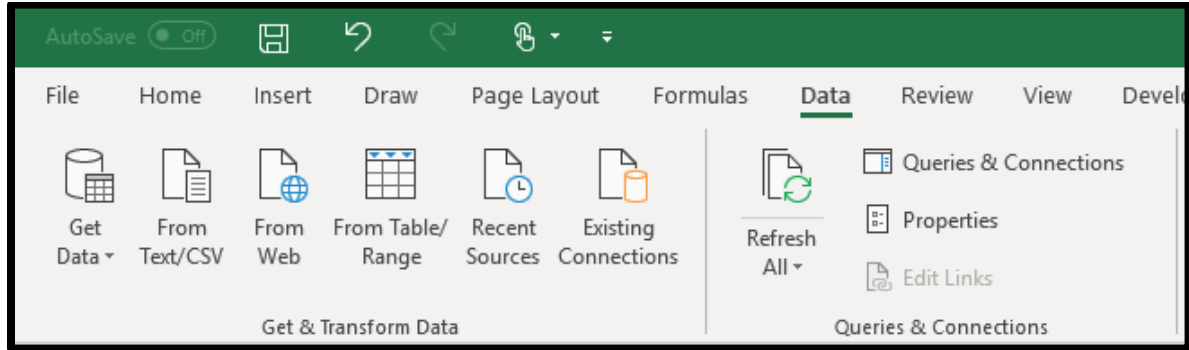 AutoSave Off
File Home Insert Draw Page Layout Formulas Data Review View Develo
Get Data
From Text/CSV
From Web
From Table/ Range
Recent Sources
Existing Connections
Refresh All
Queries & Connections
Properties
Edit Links
Get & Transform Data
Queries & Connections